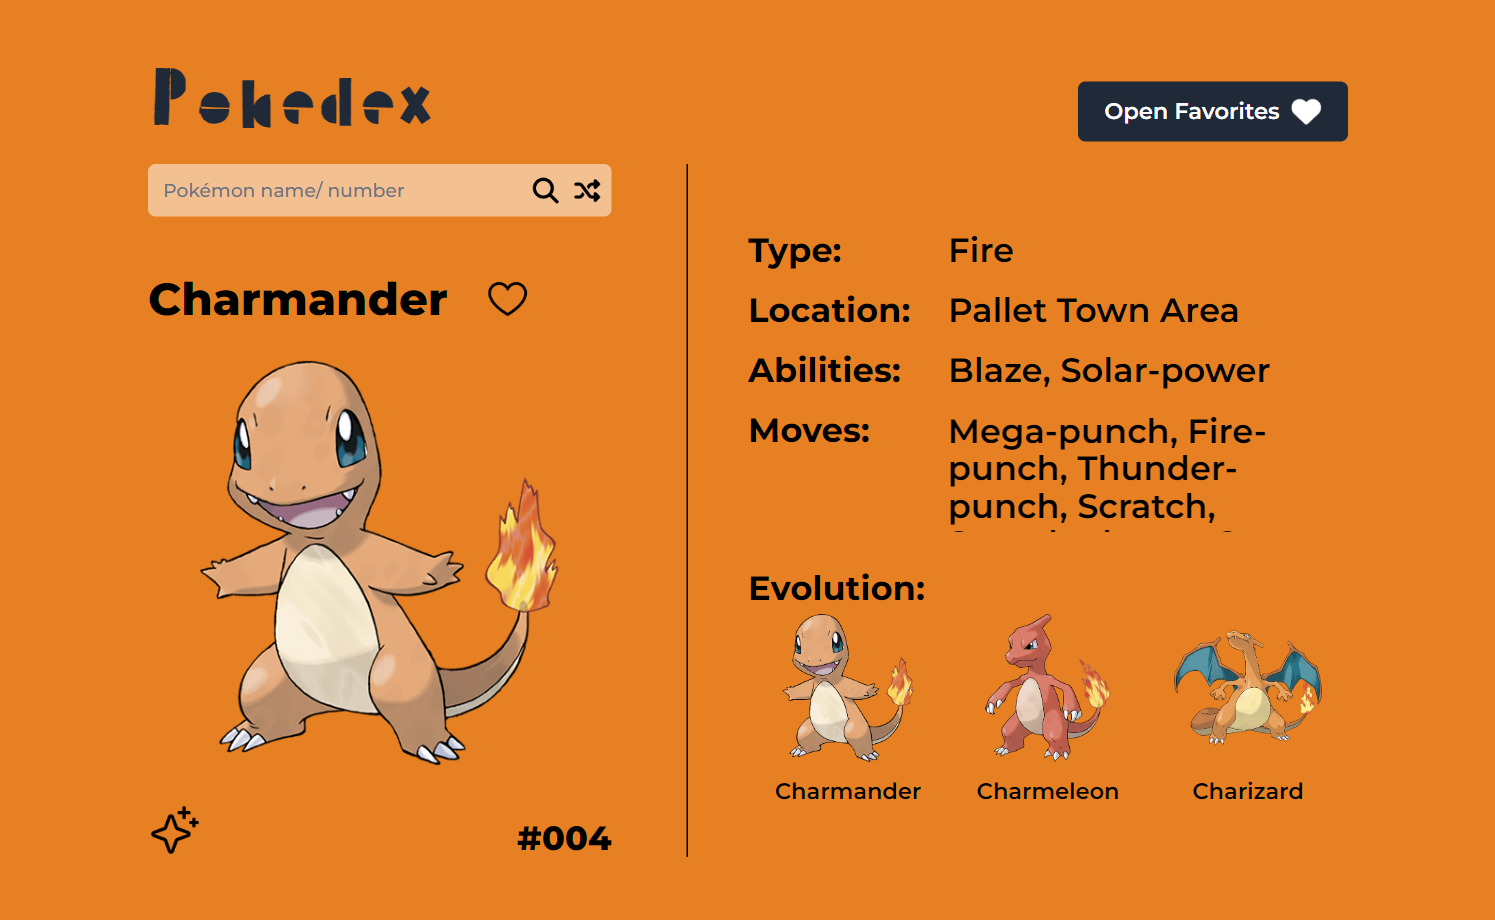 Pokedex
Open Favorites
Pokémon name/ number
Charmander
#004
Type: Fire
Location: Pallet Town Area
Abilities: Blaze, Solar-power
Moves: Mega-punch, Fire-
punch, Thunder-
punch, Scratch,
Evolution:
Charmander Charmeleon Charizard